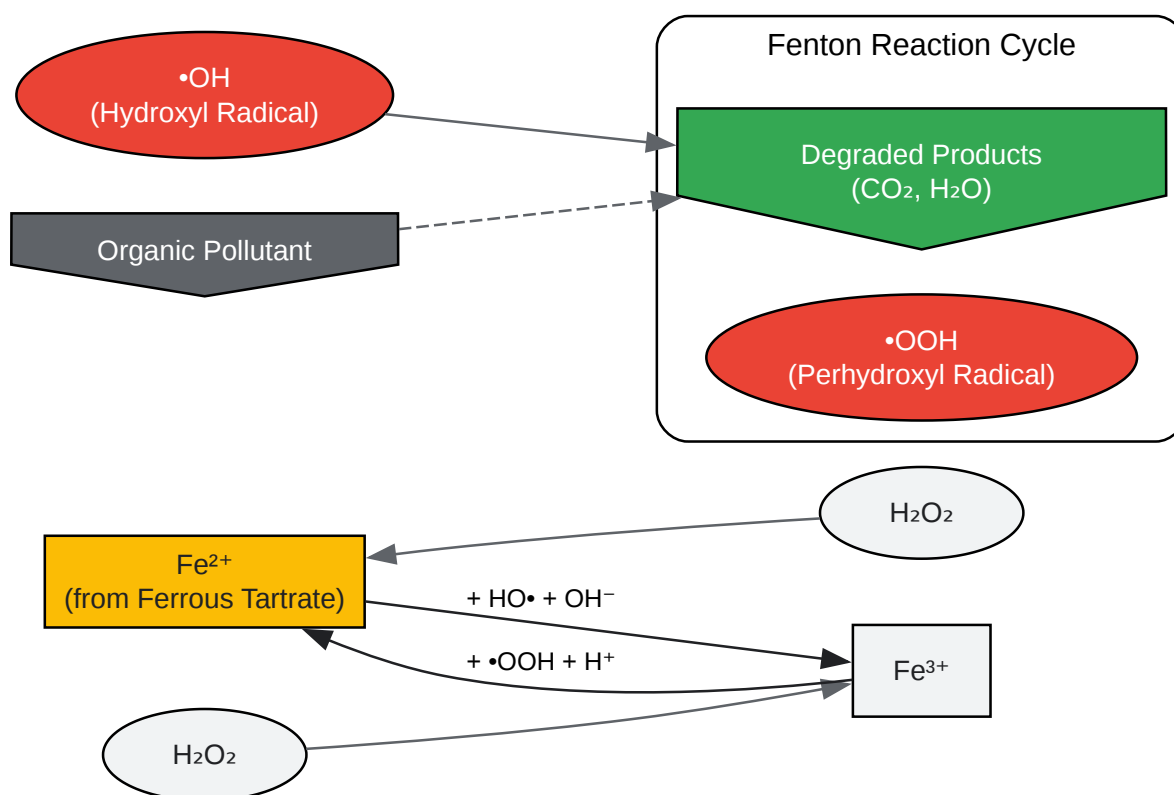 Fenton Reaction Cycle
•OH
(Hydroxyl Radical)
Degraded Products
(CO₂, H₂O)
Organic Pollutant
•OOH
(Perhydroxyl Radical)
H₂O₂
Fe²⁺
(from Ferrous Tartrate)
+ HO• + OH⁻
+ •OOH + H⁺
Fe³⁺
H₂O₂